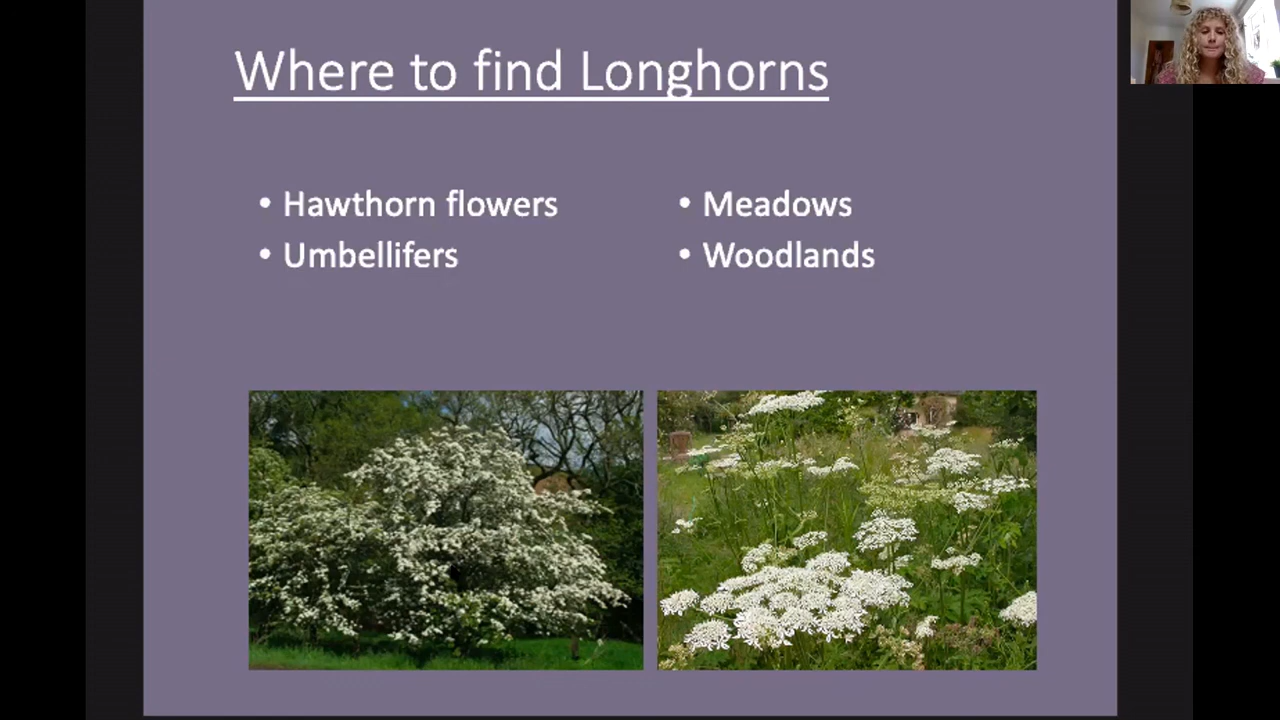 Where to find Longhorns
• Hawthorn flowers
• Umbellifers
• Meadows
• Woodlands